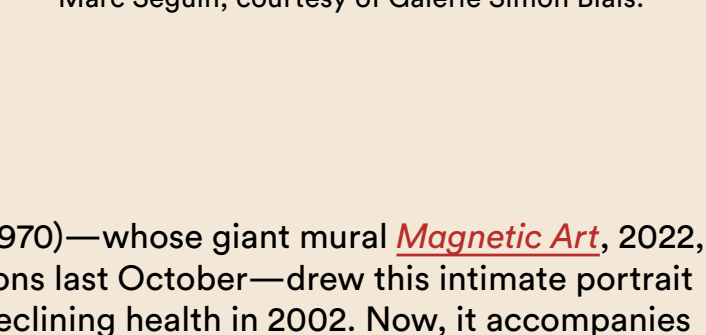 Marc Séguin, courtesy of Galerie Simon Blais.
970)—whose giant mural Magnetic Art, 2022,
ons last October—drew this intimate portrait
eclining health in 2002. Now, it accompanies